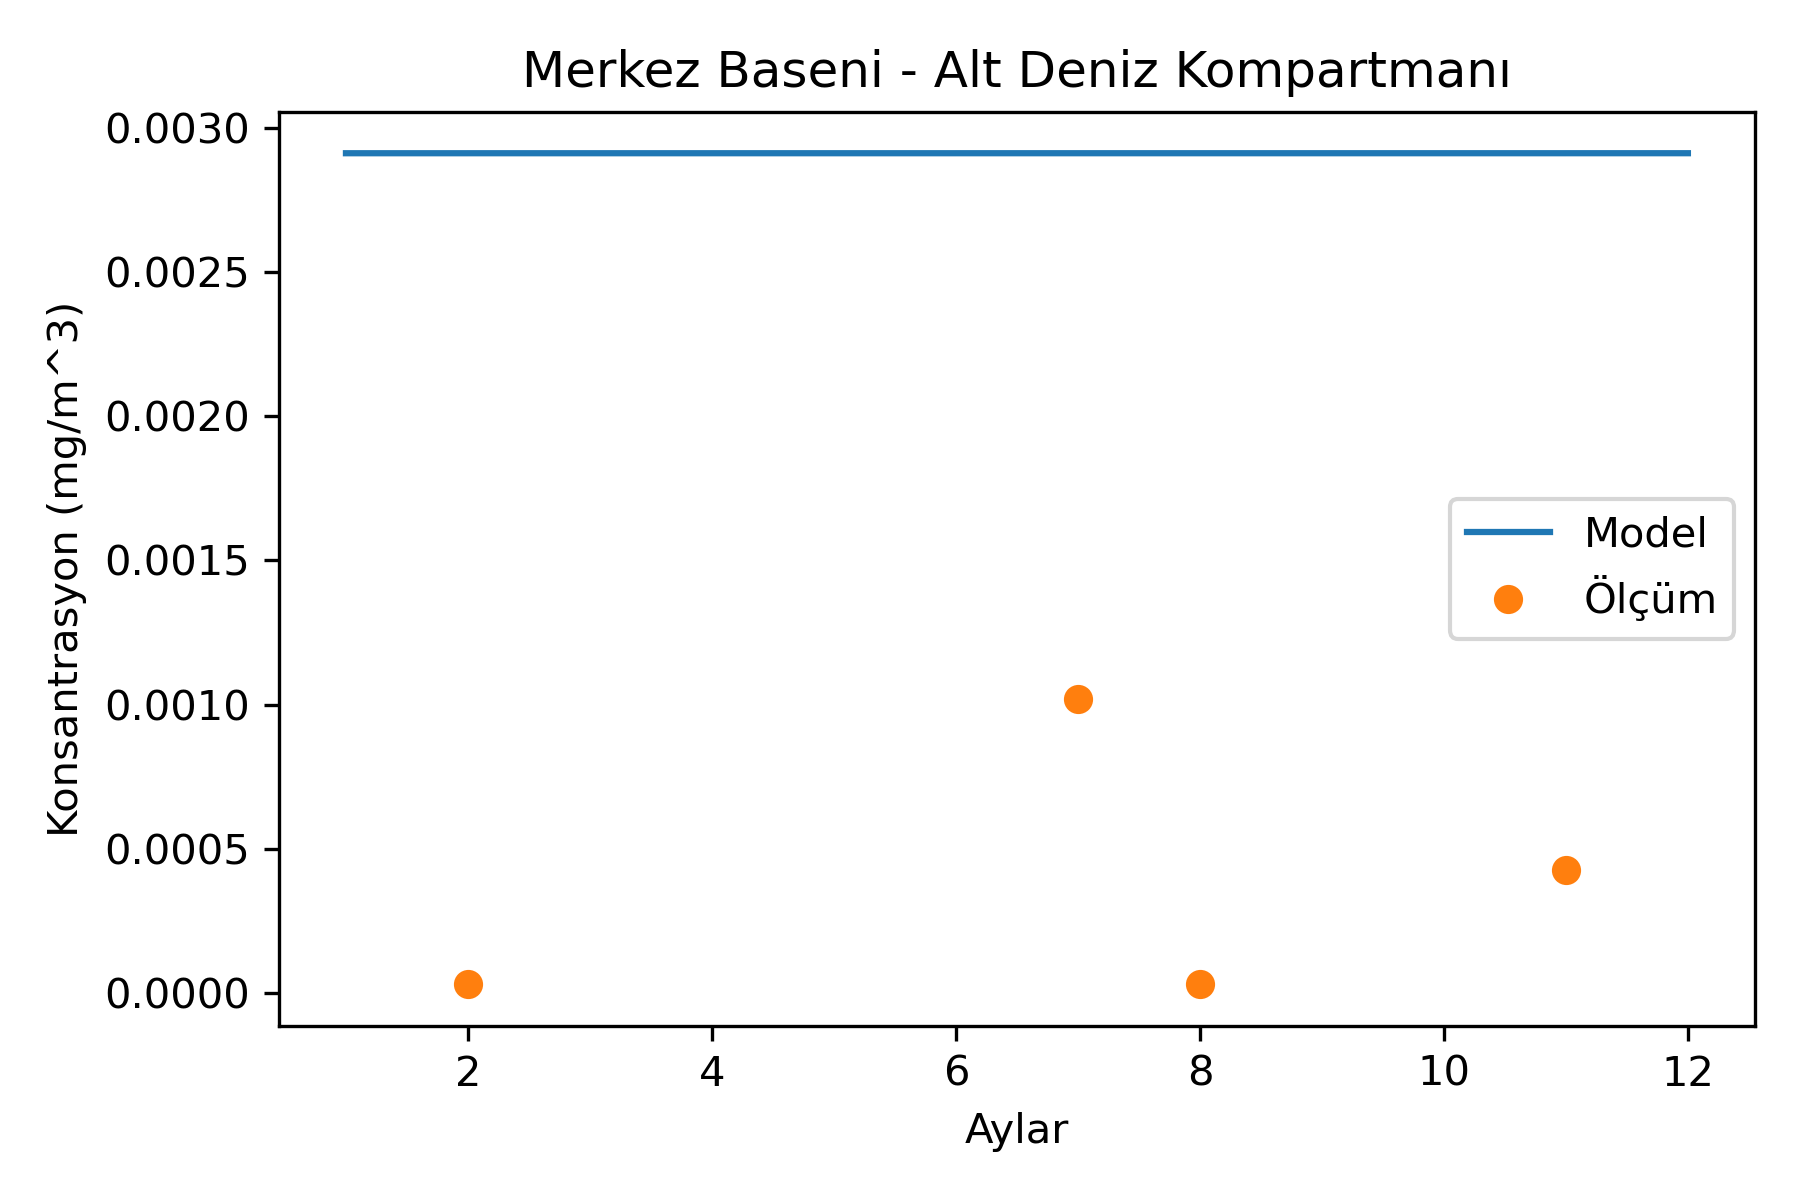 Merkez Baseni - Alt Deniz Kompartmanı
Konsantrasyon (mg/m^3)
0.0030
0.0025
0.0020
0.0015
0.0010
0.0005
0.0000
Model
Ölçüm
2 4 6 8 10 12
Aylar